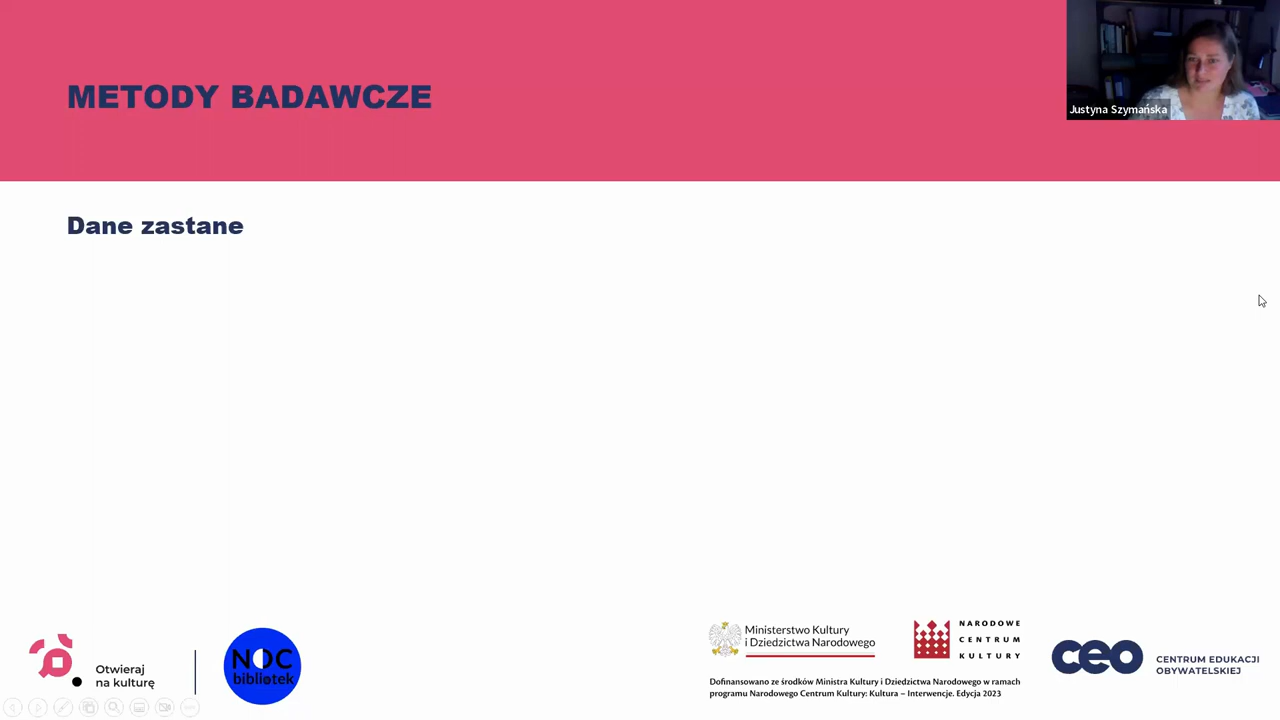 METODY BADAWCZE
Justyna Szymańska
Dane zastane
Otwieraj
na kulturę
NOC
bibliotek
Ministerstwo Kultury
i Dziedzictwa Narodowego
NARODOWE
CENTRUM
KULTURY
Dofinansowano ze środków Ministra Kultury i Dziedzictwa Narodowego w ramach
programu Narodowego Centrum Kultury: Kultura – Interwencje. Edycja 2023
ceo
CENTRUM EDUKACJI
OBYWATELSKIEJ